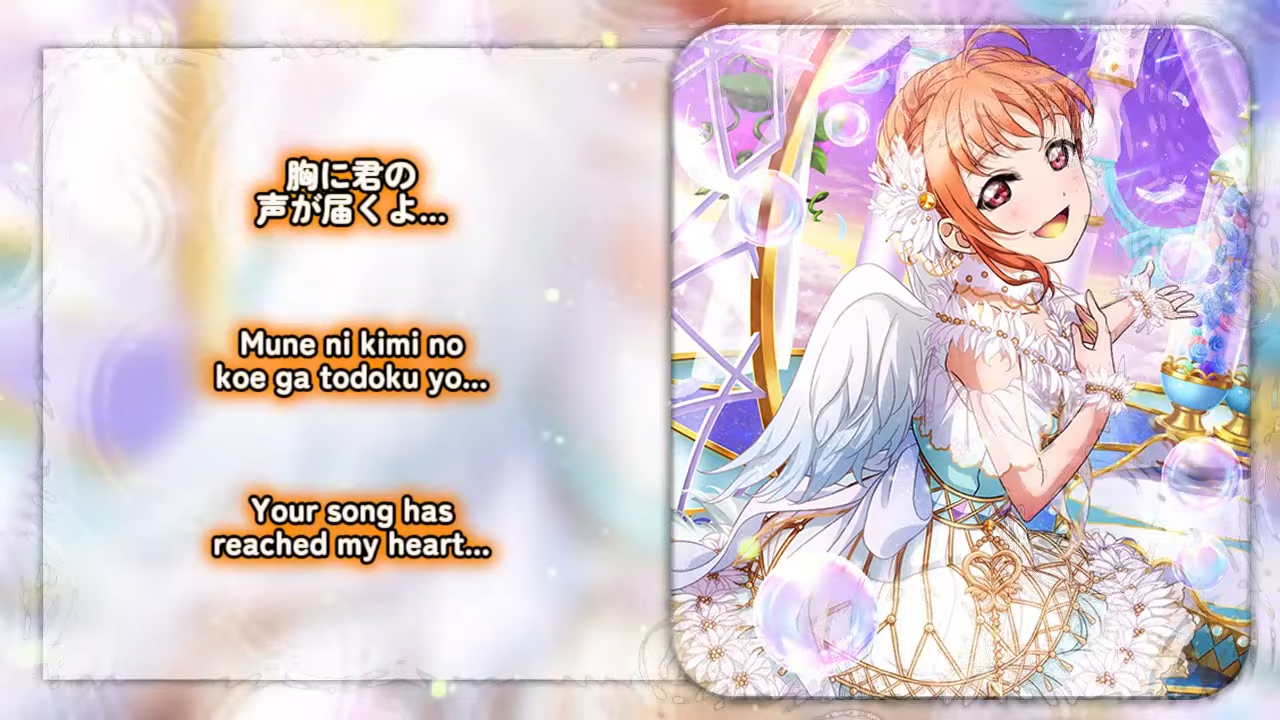 胸に君の
声が届くよ...
Mune ni kimi no
koe ga todoku yo...
Your song has
reached my heart...